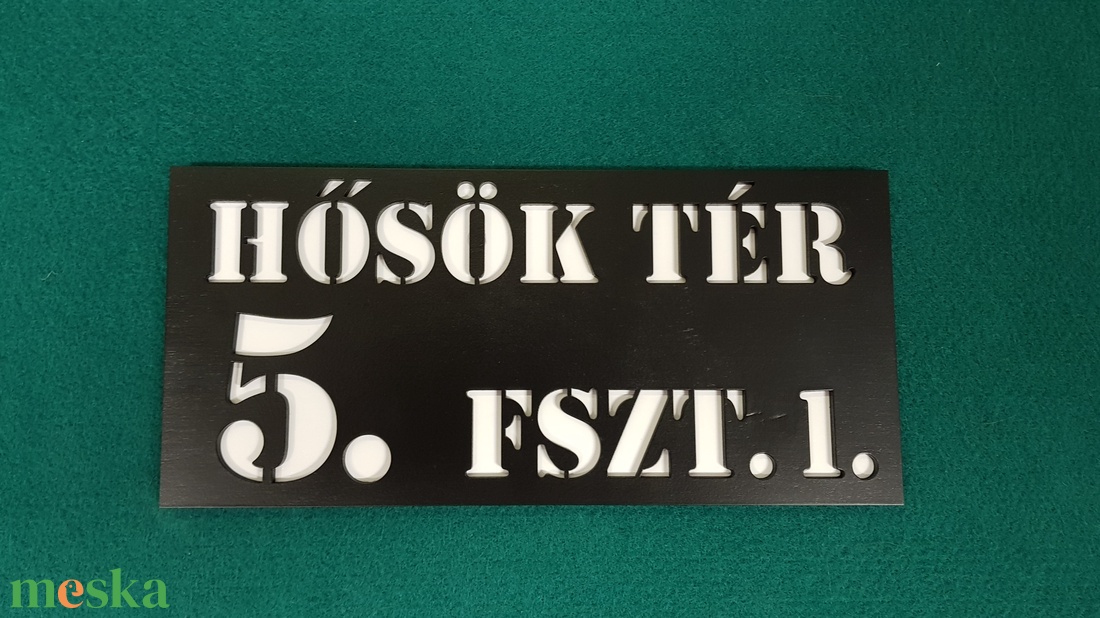 HŐSÖK TÉR
5. FSZT. 1.
meska